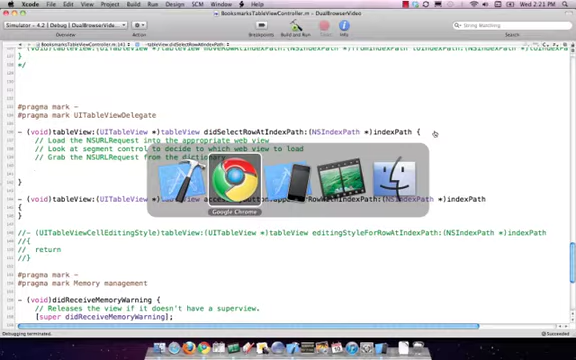 Xcode File Edit View Project Build Run Design SCM Window Help
Wed 2:21 PM
BookmarksTableViewController.m - DualBrowserVideo
Simulator - 4.2 | Debug | DualBrowserVideo
String Matching
Overview Action Breakpoints Build and Run Info Search
*/
#pragma mark -
#pragma mark UITableViewDelegate
- (void)tableView:(UITableView *)tableView didSelectRowAtIndexPath:(NSIndexPath *)indexPath {
// Load the NSURLRequest into the appropriate web view
// Look at segment control to decide which web view to load
// Grab the NSURLRequest from the dictionary
}
- (void)tableView:(UITableView *)tableView
(NSIndexPath *)indexPath
{
}
Google Chrome
//- (UITableViewCellEditingStyle)tableView:(UITableView *)tableView editingStyleForRowAtIndexPath:(NSIndexPath *)indexPath
//{
// return
//}
#pragma mark -
#pragma mark Memory management
- (void)didReceiveMemoryWarning {
// Releases the view if it doesn't have a superview.
[super didReceiveMemoryWarning];
Debugging terminated.